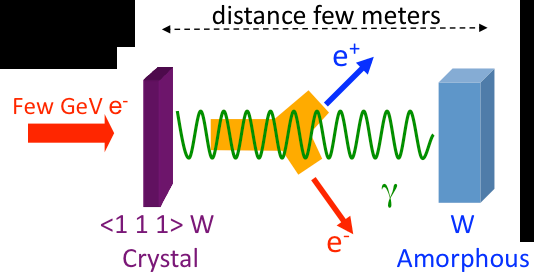 distance few meters
e+
Few GeV e-
γ
<1 1 1> W
Crystal
e-
W
Amorphous